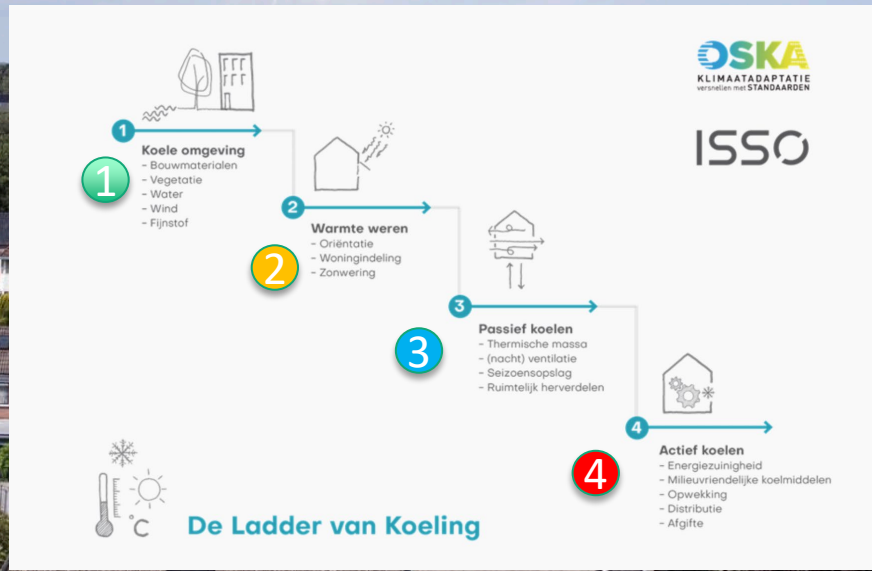 OSKA
KLIMAATADAPTATIE
versnellen met STANDAARDEN
ISSO
1
Koele omgeving
1
- Bouwmaterialen
- Vegetatie
- Water
- Wind
- Fijnstof
2
Warmte weren
2
- Oriëntatie
- Woningindeling
- Zonwering
3
Passief koelen
3
- Thermische massa
- (nacht) ventilatie
- Seizoensopslag
- Ruimtelijk herverdelen
4
Actief koelen
4
- Energiezuinigheid
- Milieuvriendelijke koelmiddelen
- Opwekking
- Distributie
- Afgifte
°C
De Ladder van Koeling